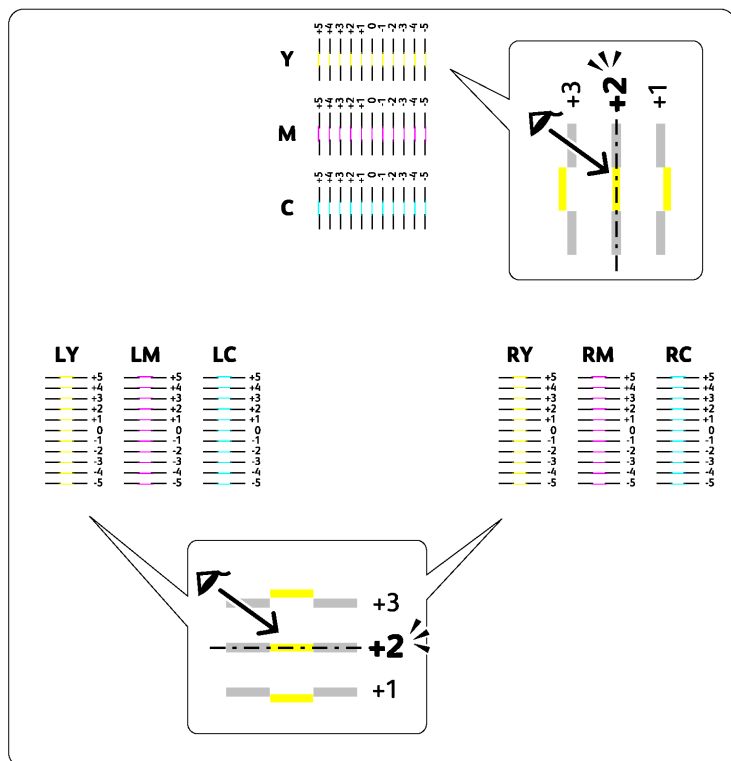 Y
+5 +4 +3 +2 +1 0 -1 -2 -3 -4 -5
M
+5 +4 +3 +2 +1 0 -1 -2 -3 -4 -5
C
+5 +4 +3 +2 +1 0 -1 -2 -3 -4 -5
+3 +2 +1
LY LM LC RY RM RC
+5 +5 +5 +5 +5 +5
+4 +4 +4 +4 +4 +4
+3 +3 +3 +3 +3 +3
+2 +2 +2 +2 +2 +2
+1 +1 +1 +1 +1 +1
0 0 0 0 0 0
-1 -1 -1 -1 -1 -1
-2 -2 -2 -2 -2 -2
-3 -3 -3 -3 -3 -3
-4 -4 -4 -4 -4 -4
-5 -5 -5 -5 -5 -5
+3
+2
+1